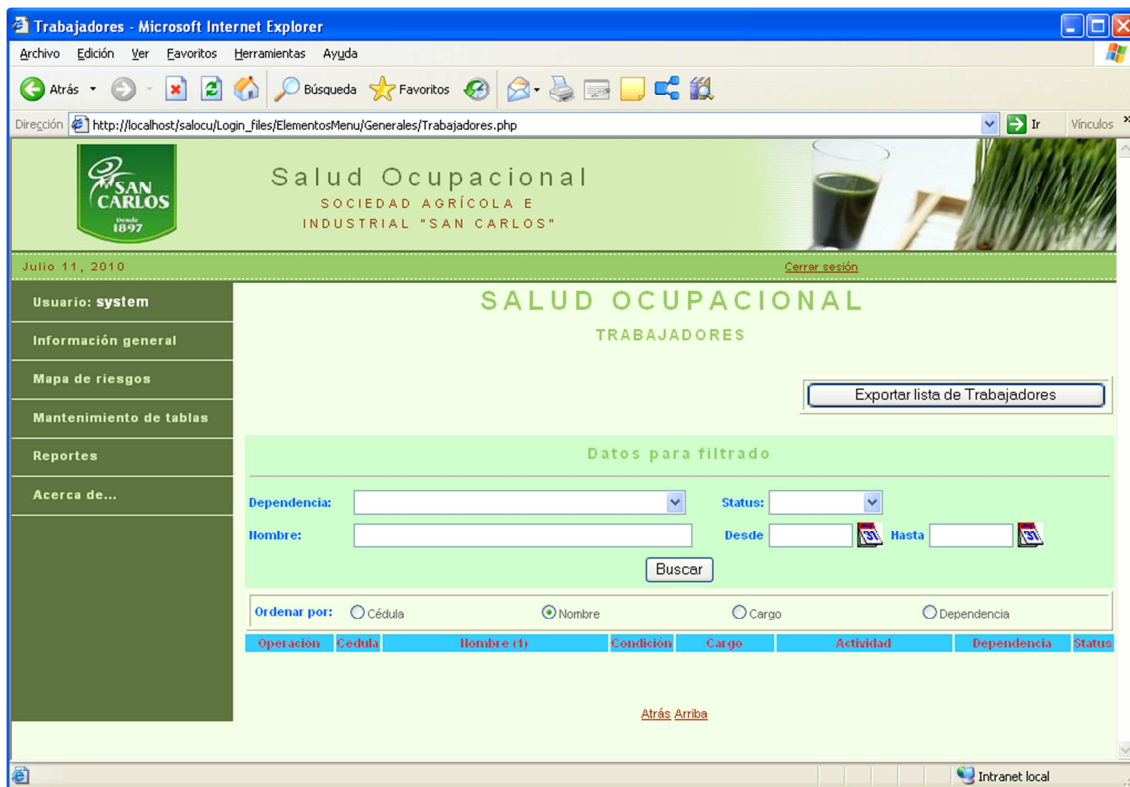 Trabajadores - Microsoft Internet Explorer
Archivo Edición Ver Favoritos Herramientas Ayuda
Atrás Búsqueda Favoritos
Dirección http://localhost/salocu/Login_files/ElementosMenu/Generales/Trabajadores.php Ir Vínculos »
SAN CARLOS Desde 1897
Salud Ocupacional
SOCIEDAD AGRÍCOLA E
INDUSTRIAL "SAN CARLOS"
Julio 11, 2010 Cerrar sesión
Usuario: system
Información general
Mapa de riesgos
Mantenimiento de tablas
Reportes
Acerca de...
SALUD OCUPACIONAL
TRABAJADORES
Exportar lista de Trabajadores
Datos para filtrado
Dependencia: Status:
Nombre: Desde 31 Hasta 31
Buscar
Ordenar por: Cédula Nombre Cargo Dependencia
Operación Cedula Nombre (1) Condición Cargo Actividad Dependencia Status
Atrás Arriba
Intranet local